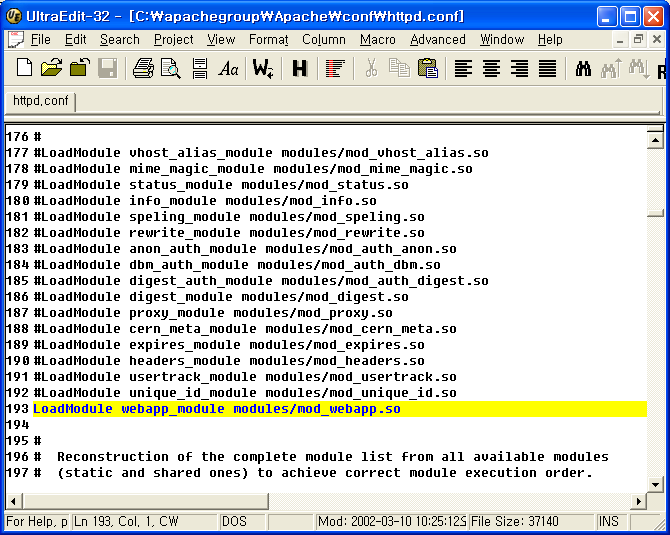 UltraEdit-32 - [C:₩apachegroup₩Apache₩conf₩httpd.conf]
File Edit Search Project View Format Column Macro Advanced Window Help
httpd.conf
176 #
177 #LoadModule vhost_alias_module modules/mod_vhost_alias.so
178 #LoadModule mime_magic_module modules/mod_mime_magic.so
179 #LoadModule status_module modules/mod_status.so
180 #LoadModule info_module modules/mod_info.so
181 #LoadModule speling_module modules/mod_speling.so
182 #LoadModule rewrite_module modules/mod_rewrite.so
183 #LoadModule anon_auth_module modules/mod_auth_anon.so
184 #LoadModule dbm_auth_module modules/mod_auth_dbm.so
185 #LoadModule digest_auth_module modules/mod_auth_digest.so
186 #LoadModule digest_module modules/mod_digest.so
187 #LoadModule proxy_module modules/mod_proxy.so
188 #LoadModule cern_meta_module modules/mod_cern_meta.so
189 #LoadModule expires_module modules/mod_expires.so
190 #LoadModule headers_module modules/mod_headers.so
191 #LoadModule usertrack_module modules/mod_usertrack.so
192 #LoadModule unique_id_module modules/mod_unique_id.so
193 LoadModule webapp_module modules/mod_webapp.so
194
195 #
196 # Reconstruction of the complete module list from all available modules
197 # (static and shared ones) to achieve correct module execution order.
For Help, p Ln 193, Col, 1, CW DOS Mod: 2002-03-10 10:25:12 File Size: 37140 INS